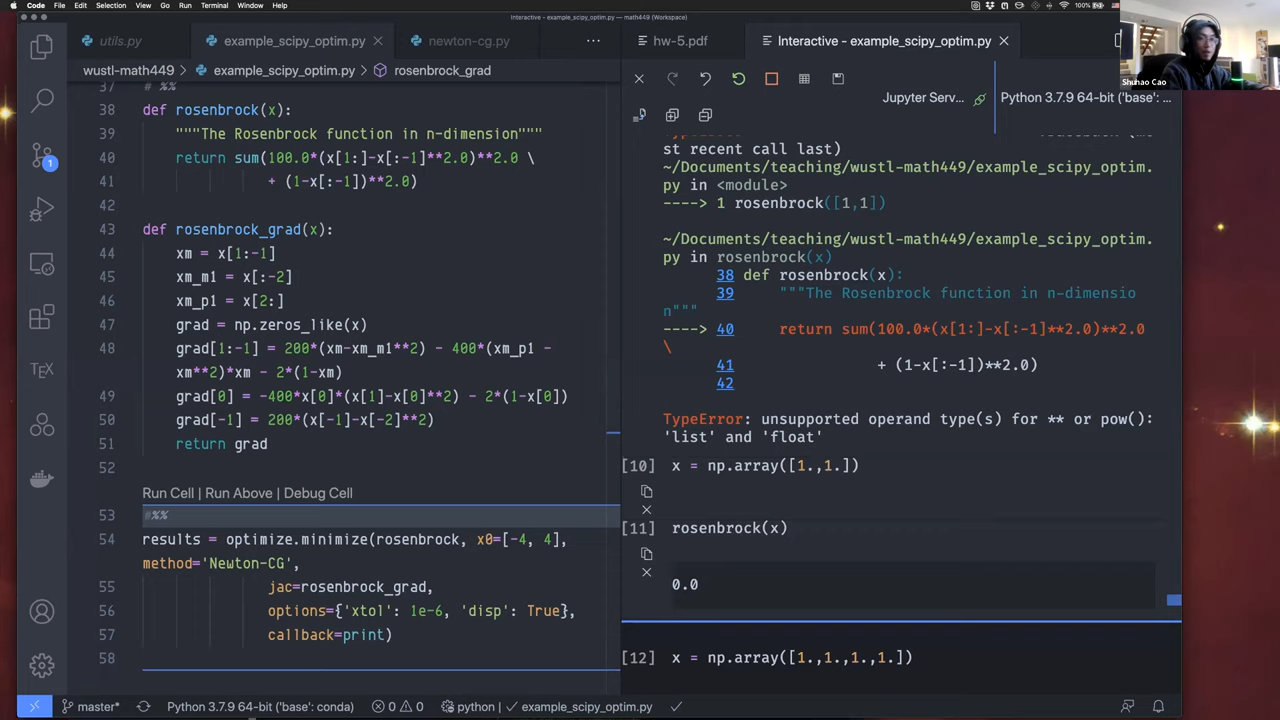 Code File Edit Selection View Go Run Terminal Window Help 100%
Interactive - example_scipy_optim.py — math449 (Workspace)
utils.py example_scipy_optim.py newton-cg.py ··· hw-5.pdf Interactive - example_scipy_optim.py
wustl-math449 > example_scipy_optim.py > rosenbrock_grad
Shuhao Cao
Jupyter Serv... Python 3.7.9 64-bit ('base': ...
37 # %%
38 def rosenbrock(x):
39 """The Rosenbrock function in n-dimension"""
40 return sum(100.0*(x[1:]-x[:-1]**2.0)**2.0 \
41 + (1-x[:-1])**2.0)
42
43 def rosenbrock_grad(x):
44 xm = x[1:-1]
45 xm_m1 = x[:-2]
46 xm_p1 = x[2:]
47 grad = np.zeros_like(x)
48 grad[1:-1] = 200*(xm-xm_m1**2) - 400*(xm_p1 -
xm**2)*xm - 2*(1-xm)
49 grad[0] = -400*x[0]*(x[1]-x[0]**2) - 2*(1-x[0])
50 grad[-1] = 200*(x[-1]-x[-2]**2)
51 return grad
52
Run Cell | Run Above | Debug Cell
53 #%%
54 results = optimize.minimize(rosenbrock, x0=[-4, 4],
method='Newton-CG',
55 jac=rosenbrock_grad,
56 options={'xtol': 1e-6, 'disp': True},
57 callback=print)
58
st recent call last)
~/Documents/teaching/wustl-math449/example_scipy_optim.
py in <module>
----> 1 rosenbrock([1,1])
~/Documents/teaching/wustl-math449/example_scipy_optim.
py in rosenbrock(x)
38 def rosenbrock(x):
39 """The Rosenbrock function in n-dimensio
n"""
----> 40 return sum(100.0*(x[1:]-x[:-1]**2.0)**2.0
\
41 + (1-x[:-1])**2.0)
42
TypeError: unsupported operand type(s) for ** or pow():
'list' and 'float'
[10] x = np.array([1.,1.])
[11] rosenbrock(x)
0.0
[12] x = np.array([1.,1.,1.,1.])
1
TEX
master* Python 3.7.9 64-bit ('base': conda) 0 0 python | ✓ example_scipy_optim.py ✓